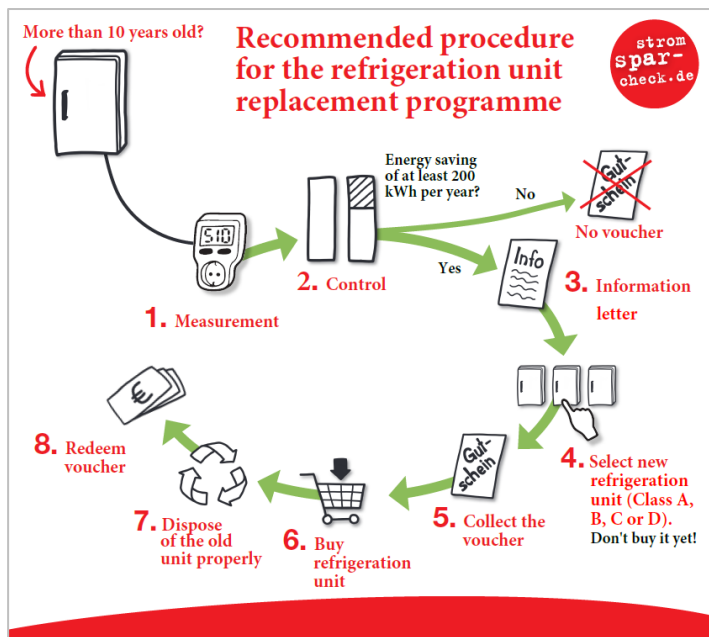 More than 10 years old?
Recommended procedure
for the refrigeration unit
replacement programme
strom
spar-
check.de
Energy saving
of at least 200
kWh per year?
No
Gut-
schein
No voucher
510
Yes
Info
1. Measurement
2. Control
3. Information
letter
4. Select new
refrigeration
unit (Class A,
B, C or D).
Don't buy it yet!
Gut-
schein
5. Collect the
voucher
6. Buy
refrigeration
unit
7. Dispose
of the old
unit properly
€
8. Redeem
voucher